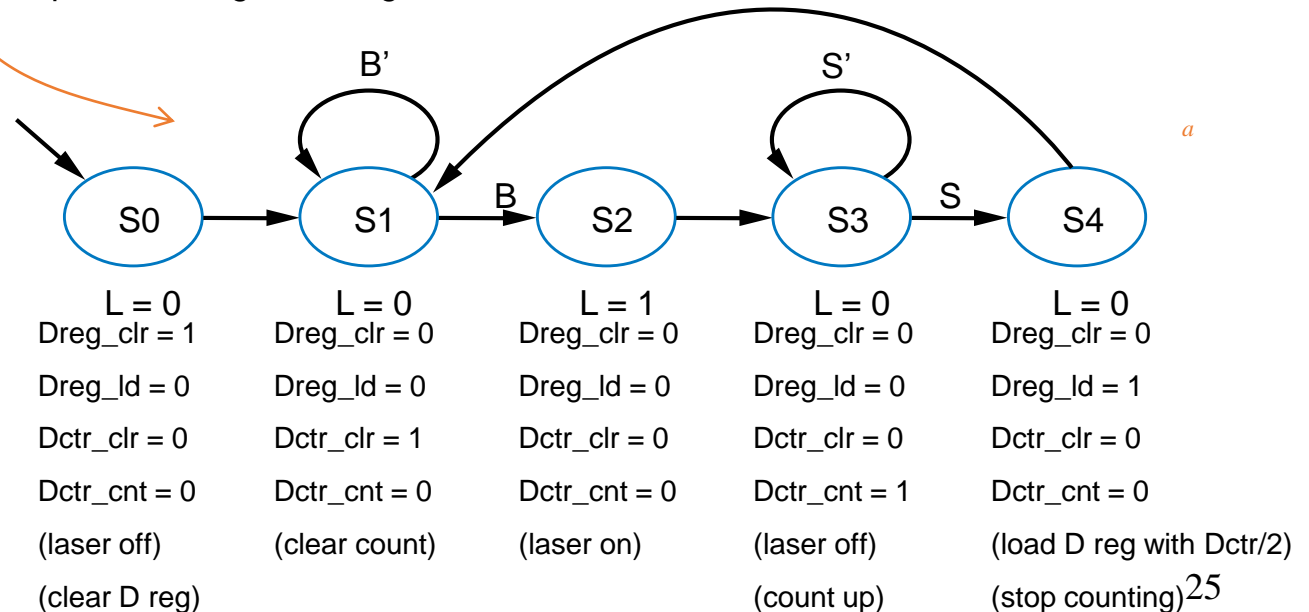 B’
S’
a
S0
S1
B
S2
S3
S
S4
L = 0
L = 0
L = 1
L = 0
L = 0
Dreg_clr = 1
Dreg_clr = 0
Dreg_clr = 0
Dreg_clr = 0
Dreg_clr = 0
Dreg_ld = 0
Dreg_ld = 0
Dreg_ld = 0
Dreg_ld = 0
Dreg_ld = 1
Dctr_clr = 0
Dctr_clr = 1
Dctr_clr = 0
Dctr_clr = 0
Dctr_clr = 0
Dctr_cnt = 0
Dctr_cnt = 0
Dctr_cnt = 0
Dctr_cnt = 1
Dctr_cnt = 0
(laser off)
(clear count)
(laser on)
(laser off)
(load D reg with Dctr/2)
(clear D reg)
(count up)
(stop counting)
25